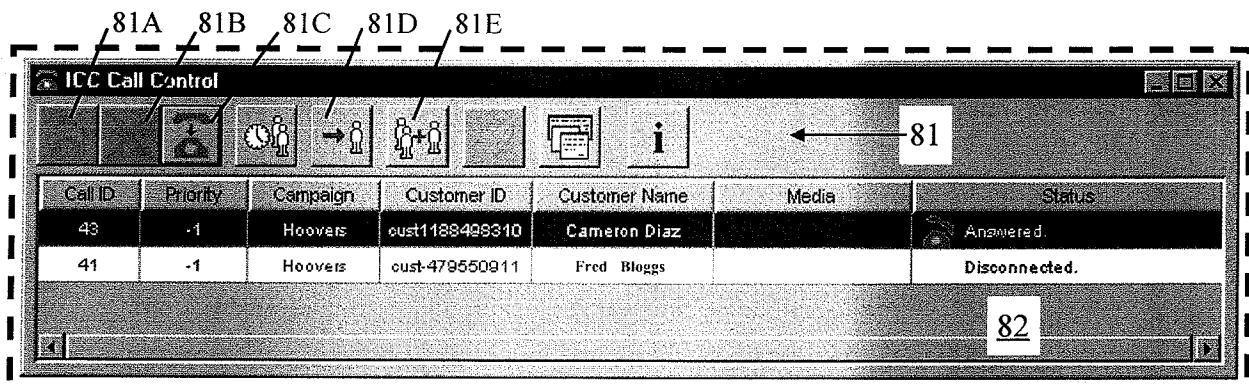 81A 81B 81C 81D 81E
ICC Call Control
i
81
Call ID Priority Campaign Customer ID Customer Name Media Status
43 -1 Hoovers cust1188498310 Cameron Diaz Answered.
41 -1 Hoovers cust-479550911 Fred Bloggs Disconnected.
82